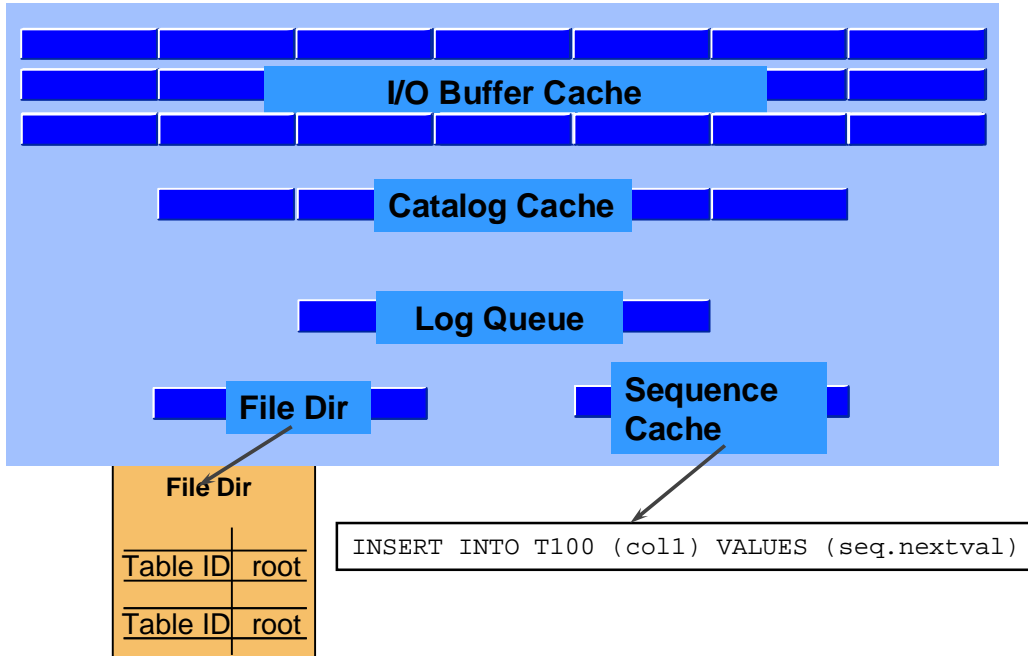 I/O Buffer Cache
Catalog Cache
Log Queue
File Dir
Sequence
Cache
File Dir
INSERT INTO T100 (col1) VALUES (seq.nextval)
Table ID root
Table ID root